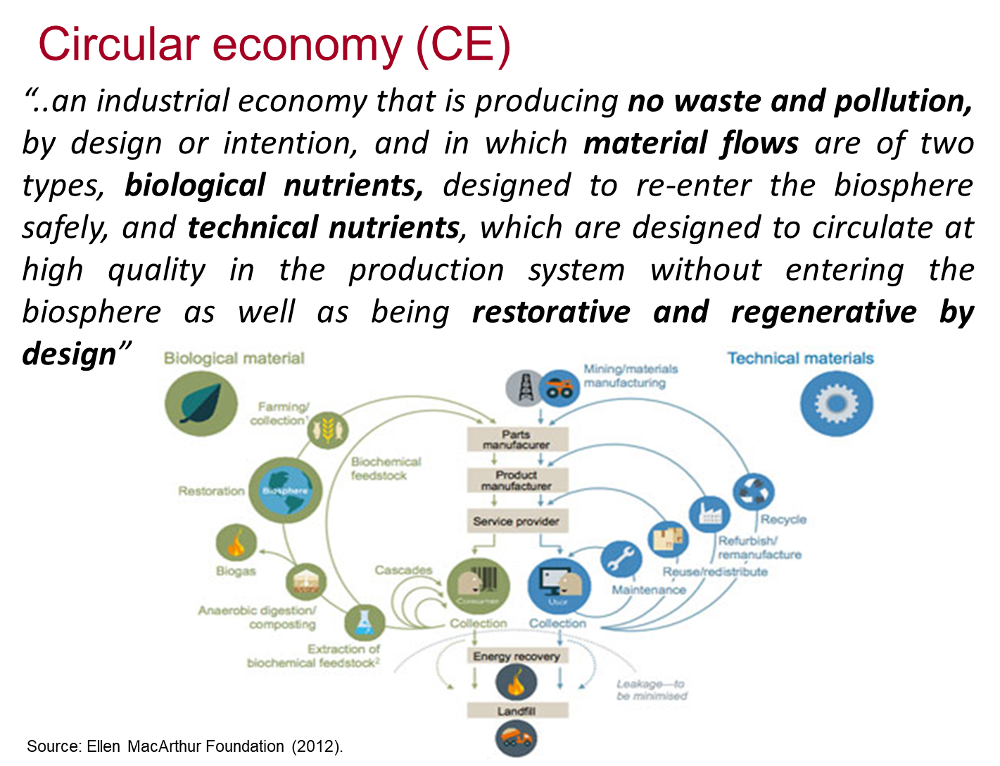 Circular economy (CE)
“..an industrial economy that is producing no waste and pollution,
by design or intention, and in which material flows are of two
types, biological nutrients, designed to re-enter the biosphere
safely, and technical nutrients, which are designed to circulate at
high quality in the production system without entering the
biosphere as well as being restorative and regenerative by
design”
Biological material
Technical materials
Mining/materials
manufacturing
Farming/
collection¹
Parts
manufacurer
Biochemical
feedstock
Product
manufacturer
Restoration
Biosphere
Service provider
Recycle
Refurbish/
remanufacture
Biogas
Cascades
Reuse/redistribute
Maintenance
Consumer
User
Anaerobic digestion/
composting
Collection
Collection
Extraction of
biochemical feedstock²
Energy recovery
Leakage—to
be minimised
Landfill
Source: Ellen MacArthur Foundation (2012).